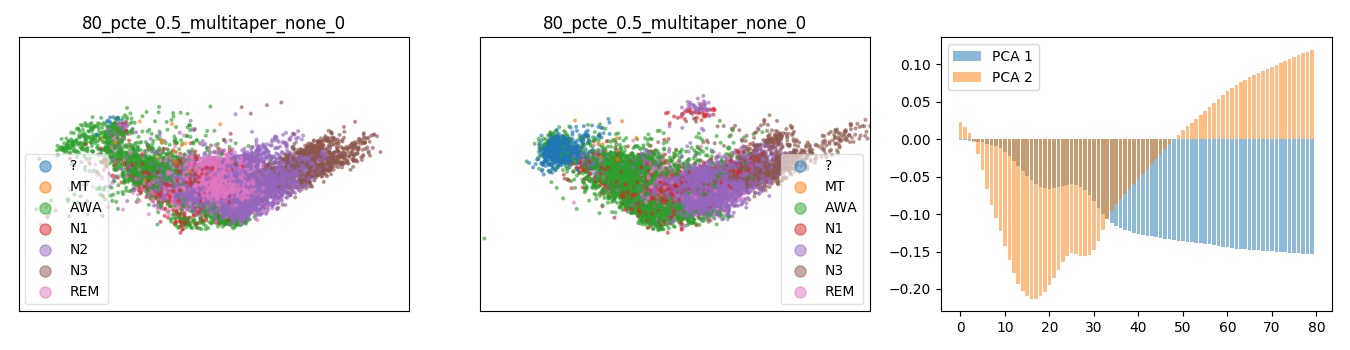 80_pcte_0.5_multitaper_none_0
?
MT
AWA
N1
N2
N3
REM
80_pcte_0.5_multitaper_none_0
?
MT
AWA
N1
N2
N3
REM
PCA 1
PCA 2
0.10
0.05
0.00
−0.05
−0.10
−0.15
−0.20
0 10 20 30 40 50 60 70 80